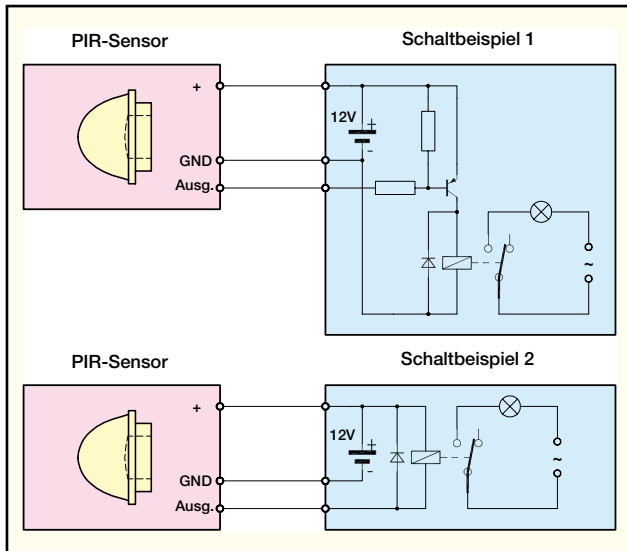 PIR-Sensor
Schaltbeispiel 1
+
12V
+
-
GND
Ausg.
~
PIR-Sensor
Schaltbeispiel 2
+
12V
+
-
GND
Ausg.
~